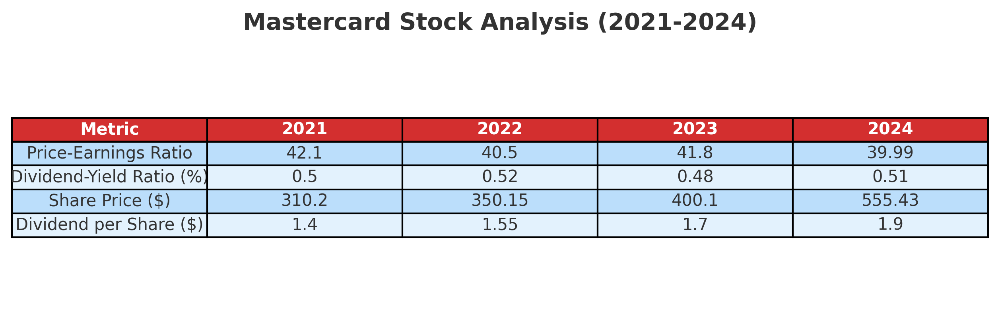 Mastercard Stock Analysis (2021-2024)
Metric 2021 2022 2023 2024
Price-Earnings Ratio 42.1 40.5 41.8 39.99
Dividend-Yield Ratio (%) 0.5 0.52 0.48 0.51
Share Price ($) 310.2 350.15 400.1 555.43
Dividend per Share ($) 1.4 1.55 1.7 1.9